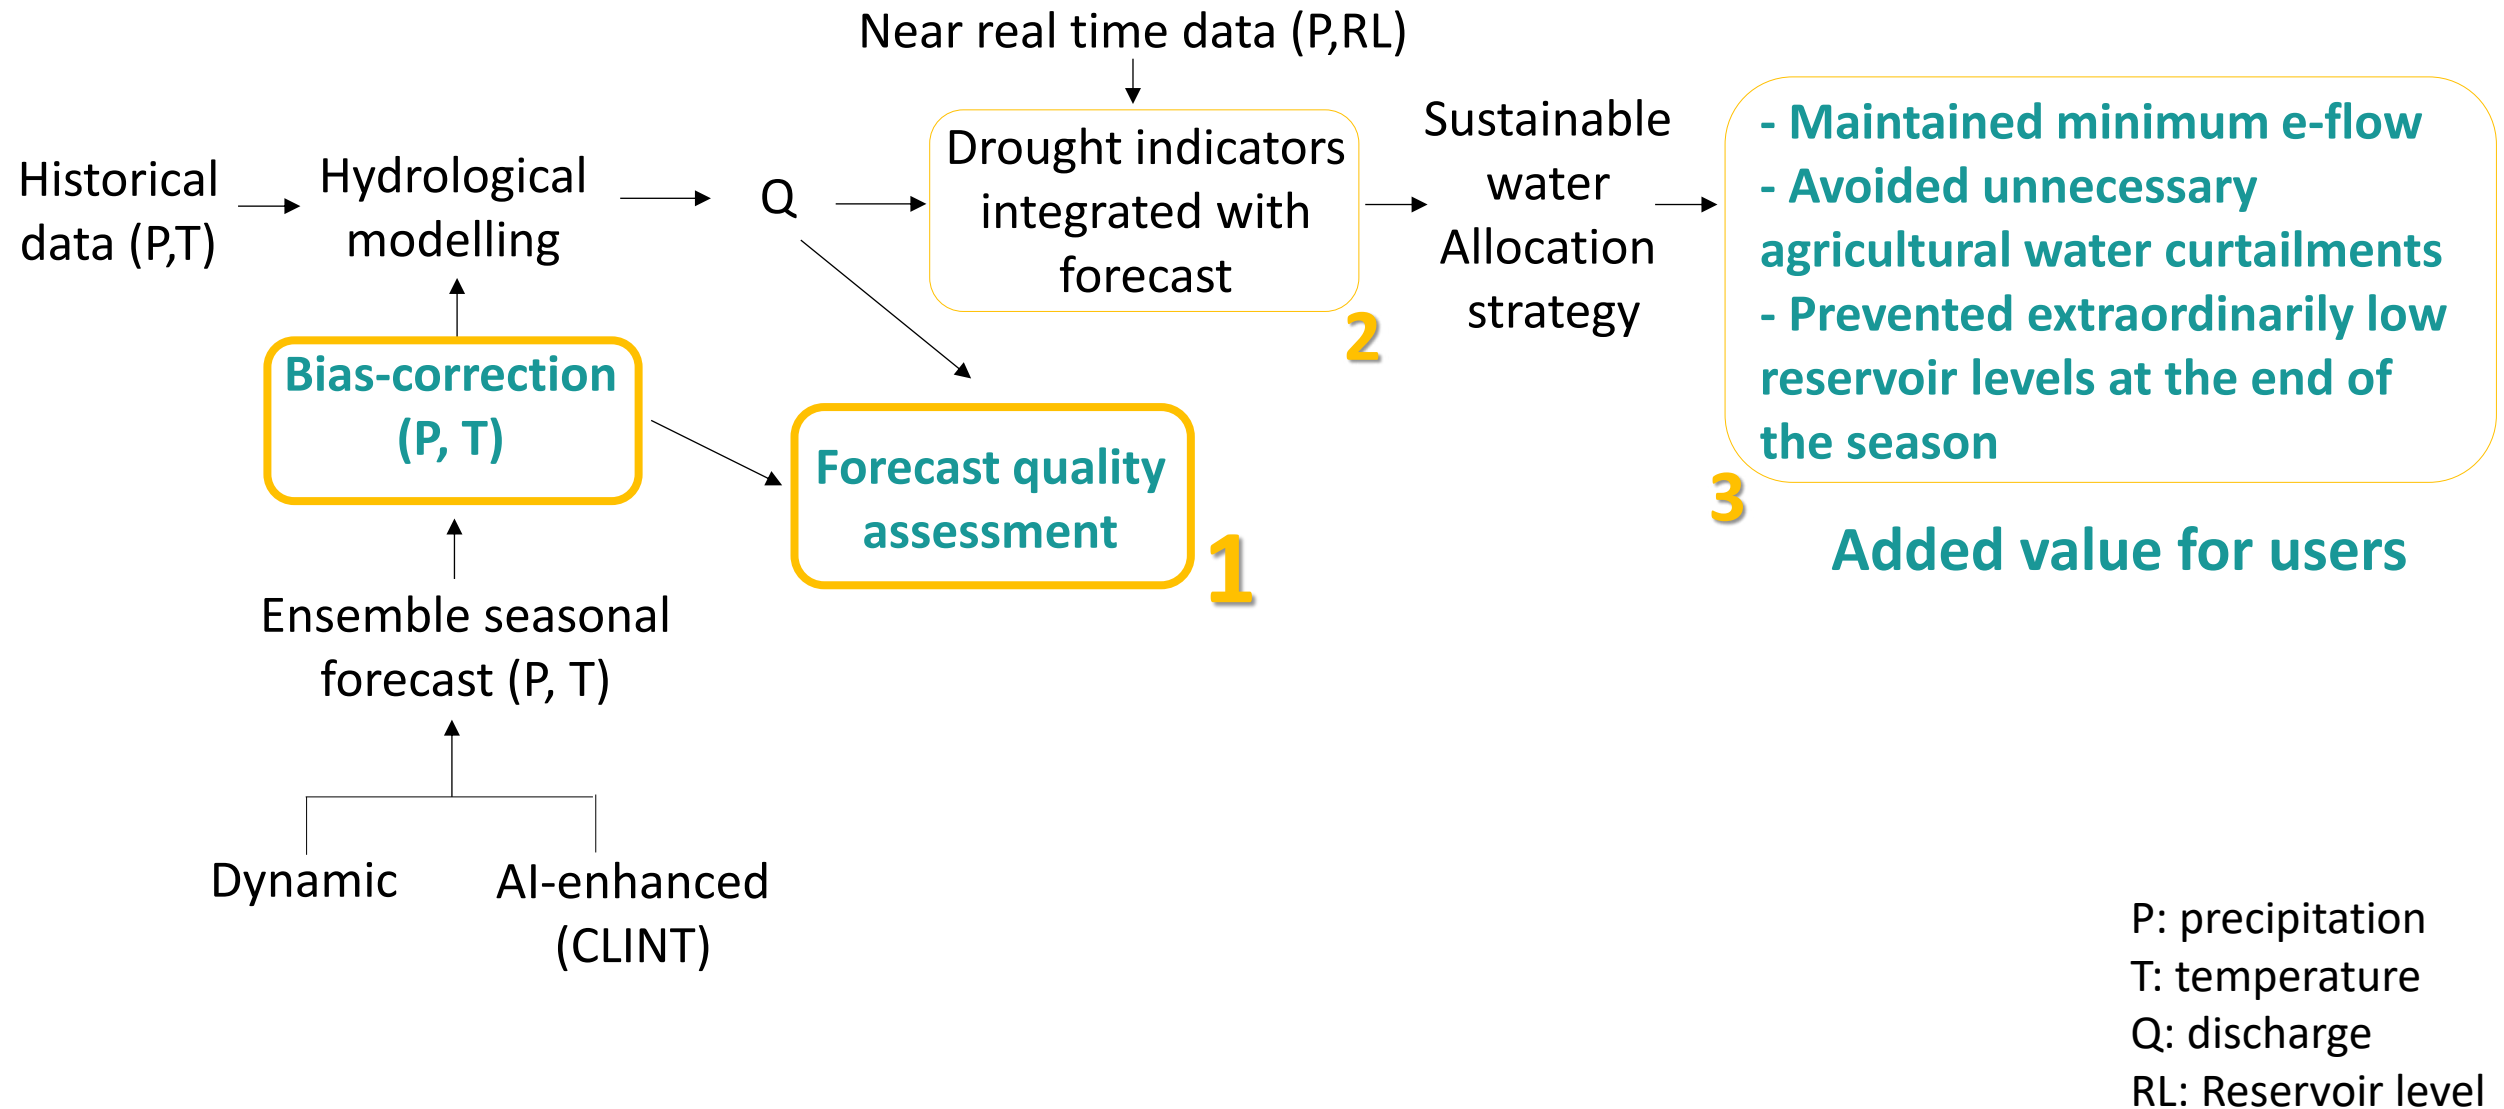 Near real time data (P,RL)
Historical
data (P,T)
Hydrological
modelling
Q
Drought indicators
integrated with
forecast
2
Sustainable
water
Allocation
strategy
- Maintained minimum e-flow
- Avoided unnecessary
agricultural water curtailments
- Prevented extraordinarily low
reservoir levels at the end of
the season
3
Added value for users
Bias-correction
(P, T)
Forecast quality
assessment
1
Ensemble seasonal
forecast (P, T)
Dynamic
AI-enhanced
(CLINT)
P: precipitation
T: temperature
Q: discharge
RL: Reservoir level